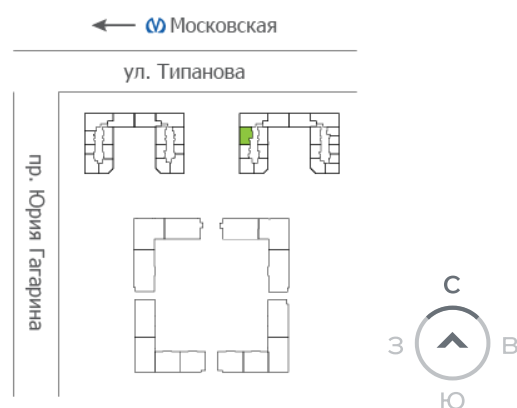 Московская
ул. Типанова
пр. Юрия Гагарина
С
З
В
Ю